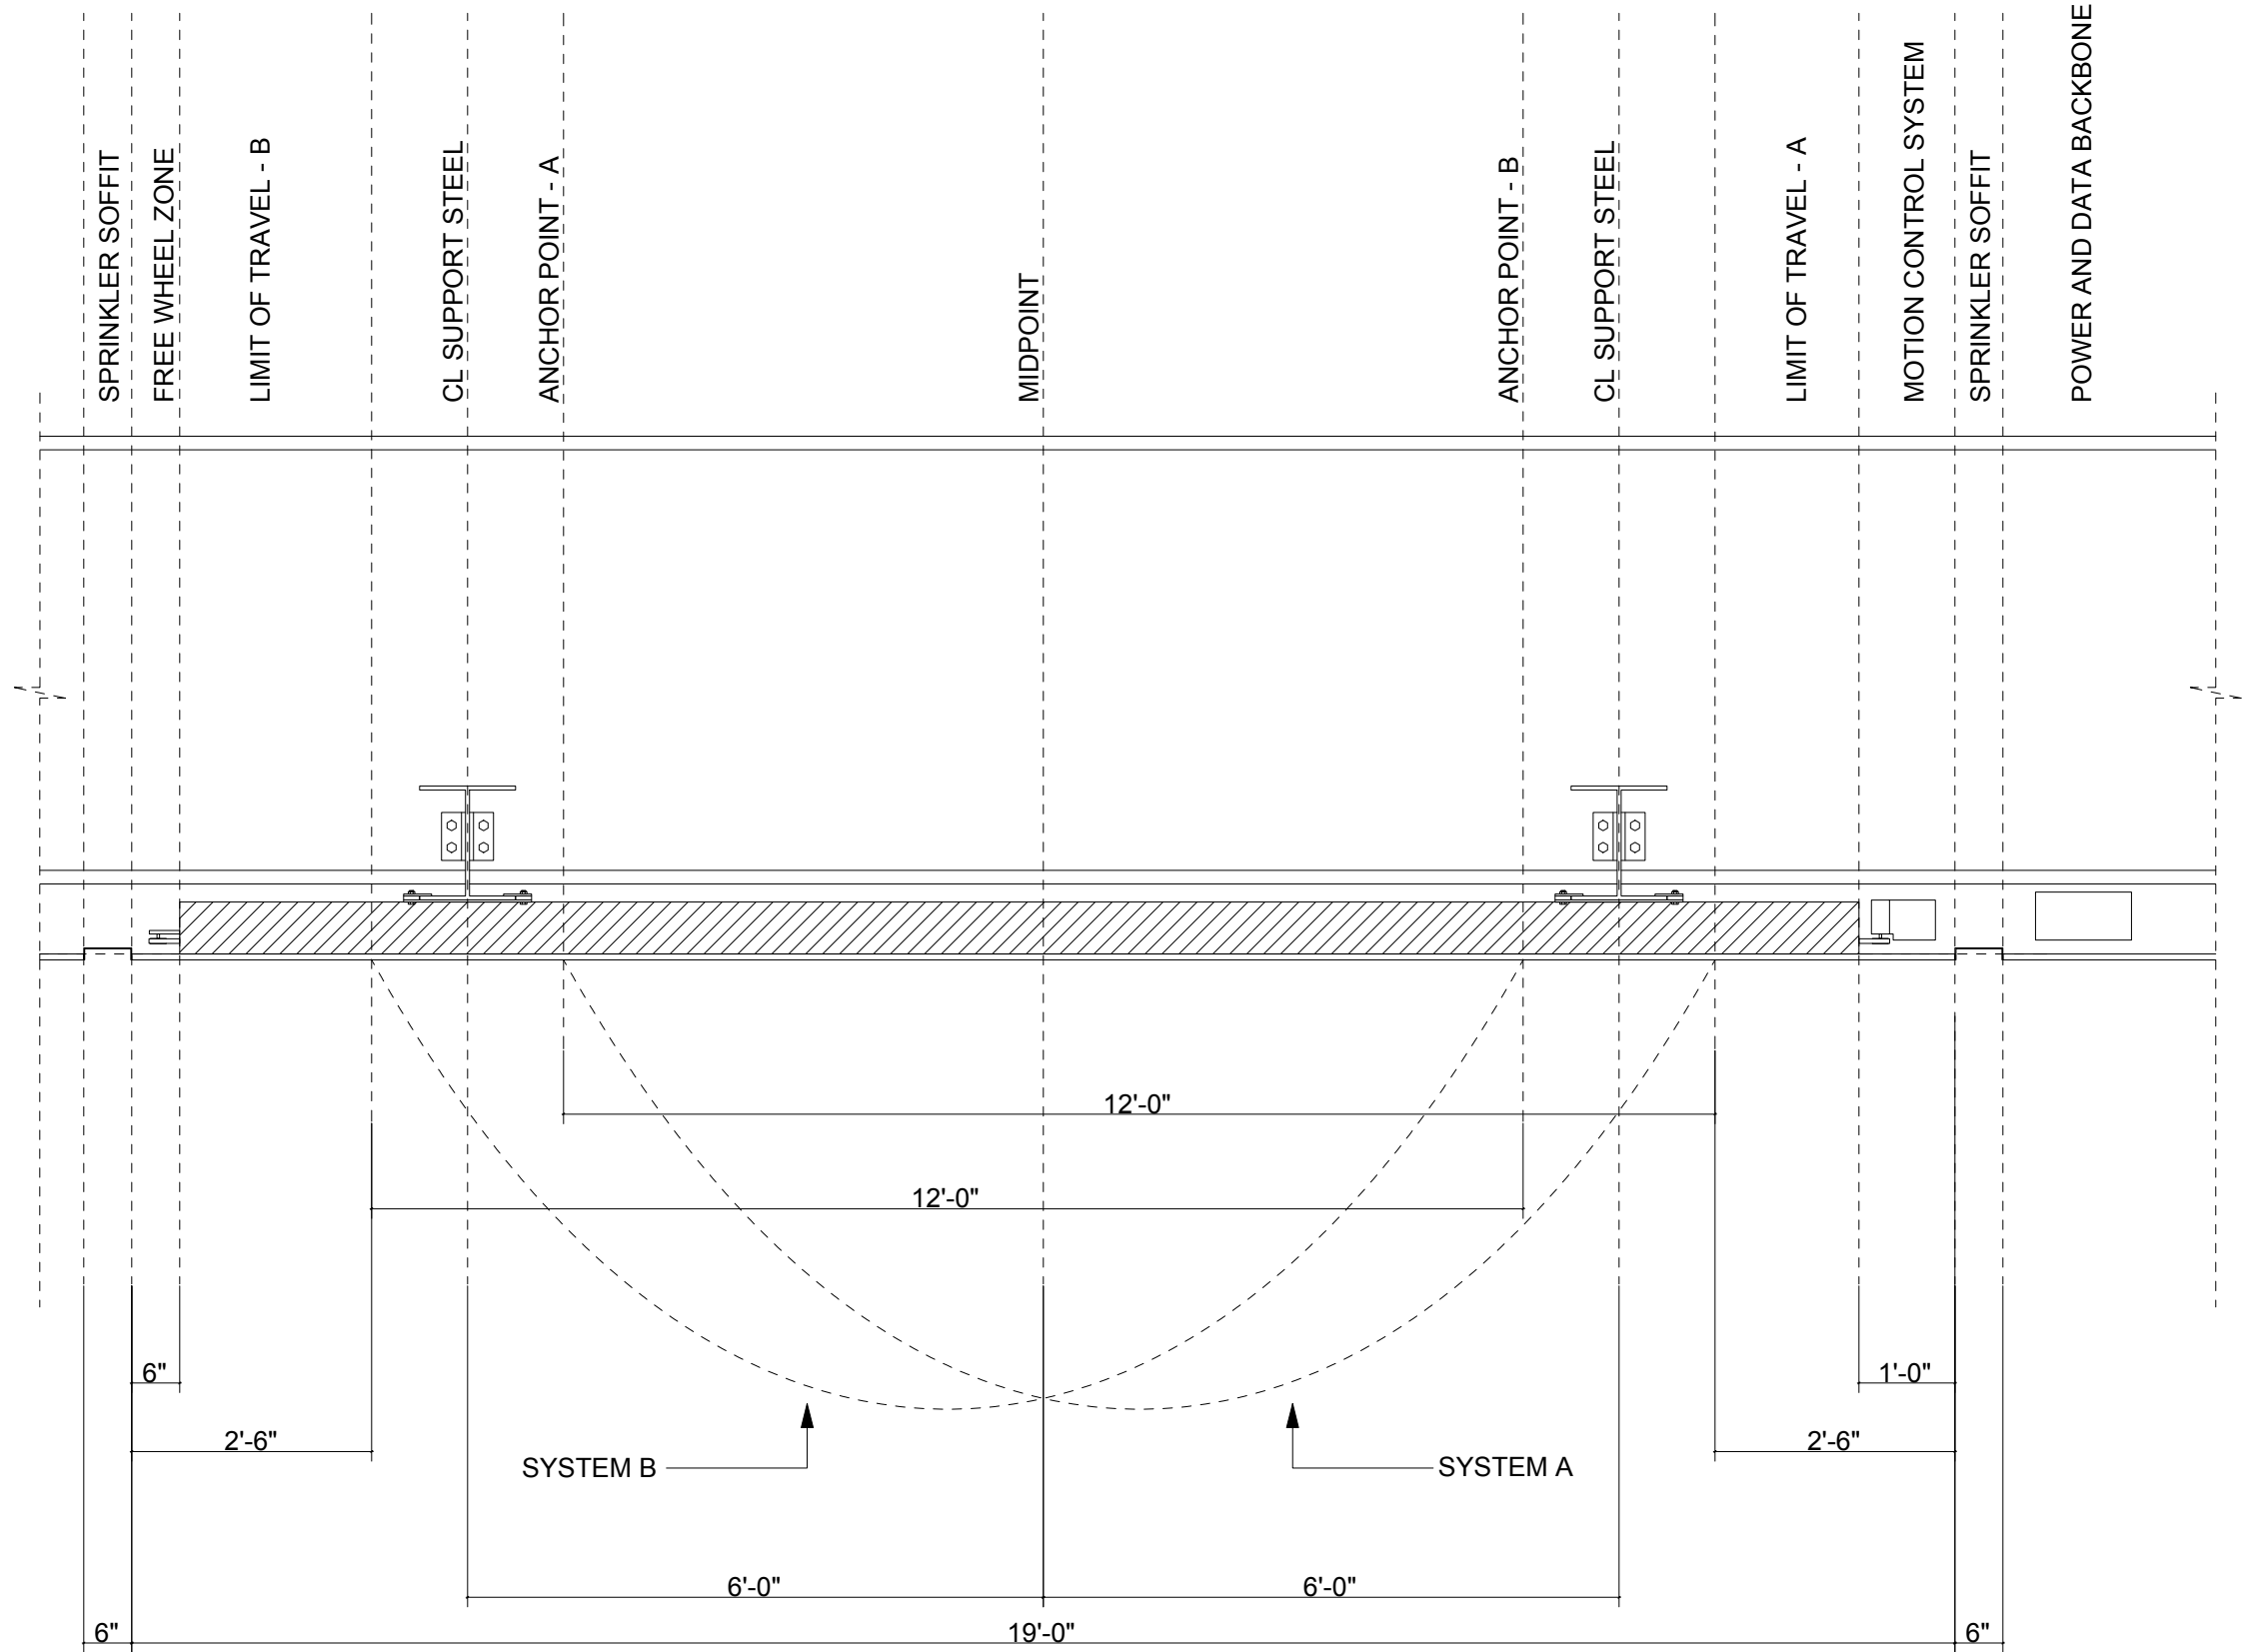 SPRINKLER SOFFIT
FREE WHEEL ZONE
LIMIT OF TRAVEL - B
CL SUPPORT STEEL
ANCHOR POINT - A
MIDPOINT
ANCHOR POINT - B
CL SUPPORT STEEL
LIMIT OF TRAVEL - A
MOTION CONTROL SYSTEM
SPRINKLER SOFFIT
POWER AND DATA BACKBONE
12'-0"
12'-0"
6"
1'-0"
2'-6"
2'-6"
SYSTEM B
SYSTEM A
6'-0"
6'-0"
6"
19'-0"
6"